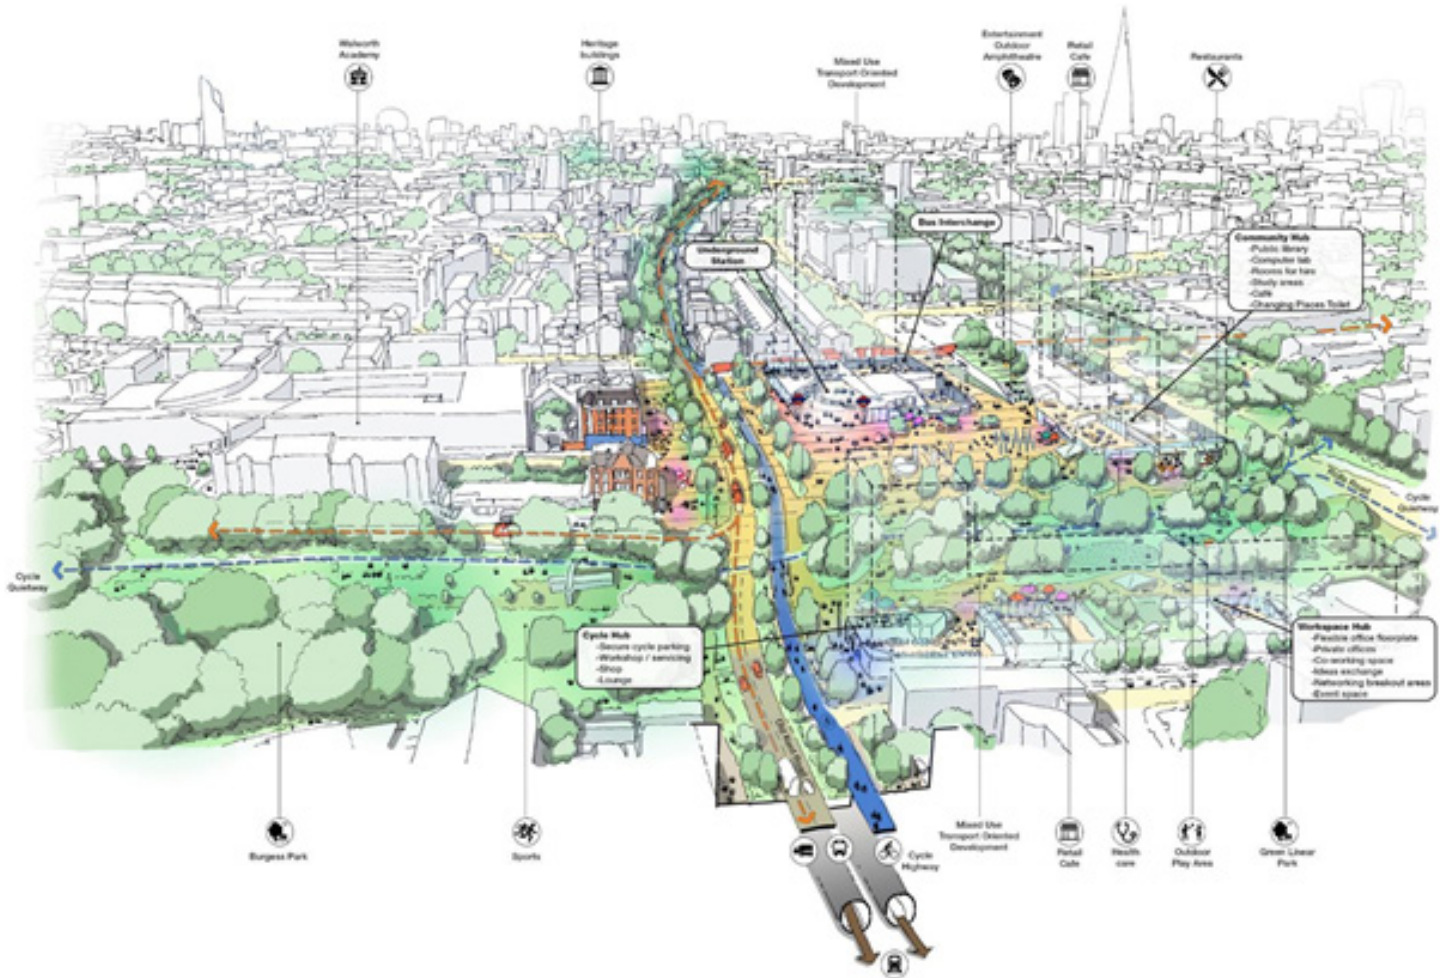 Walworth
Academy
Heritage
buildings
Mixed Use
Transport Oriented
Development
Entertainment
Outdoor
Amphitheatre
Retail
Cafe
Restaurants
Bus Interchange
Underground
Station
Community Hub
-Public library
-Computer lab
-Rooms for hire
-Study areas
-Café
-Changing Places Toilet
Cycle
Quietway
Cycle
Quietway
Cycle Hub
-Secure cycle parking
-Workshop / servicing
-Shop
-Lounge
Workspace Hub
-Flexible office floorplate
-Private offices
-Co-working space
-Ideas exchange
-Networking breakout areas
-Event space
Burgess Park
Sports
Cycle
Highway
Mixed Use
Transport Oriented
Development
Retail
Cafe
Health
care
Outdoor
Play Area
Green Linear
Park